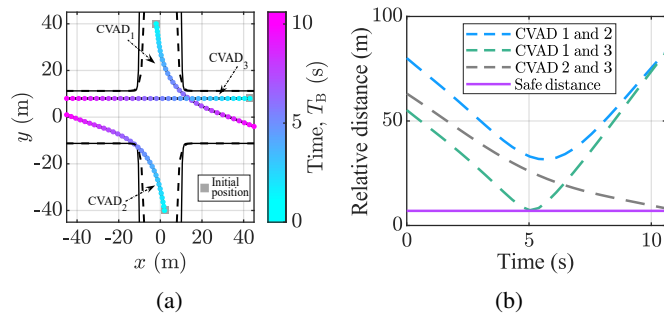 40
20
0
-20
-40
y (m)
-40 -20 0 20 40
x (m)
CVAD1
CVAD3
CVAD2
Initial
position
10
5
0
Time, TB (s)
(a)
100
50
0
Relative distance (m)
0 5 10
Time (s)
CVAD 1 and 2
CVAD 1 and 3
CVAD 2 and 3
Safe distance
(b)